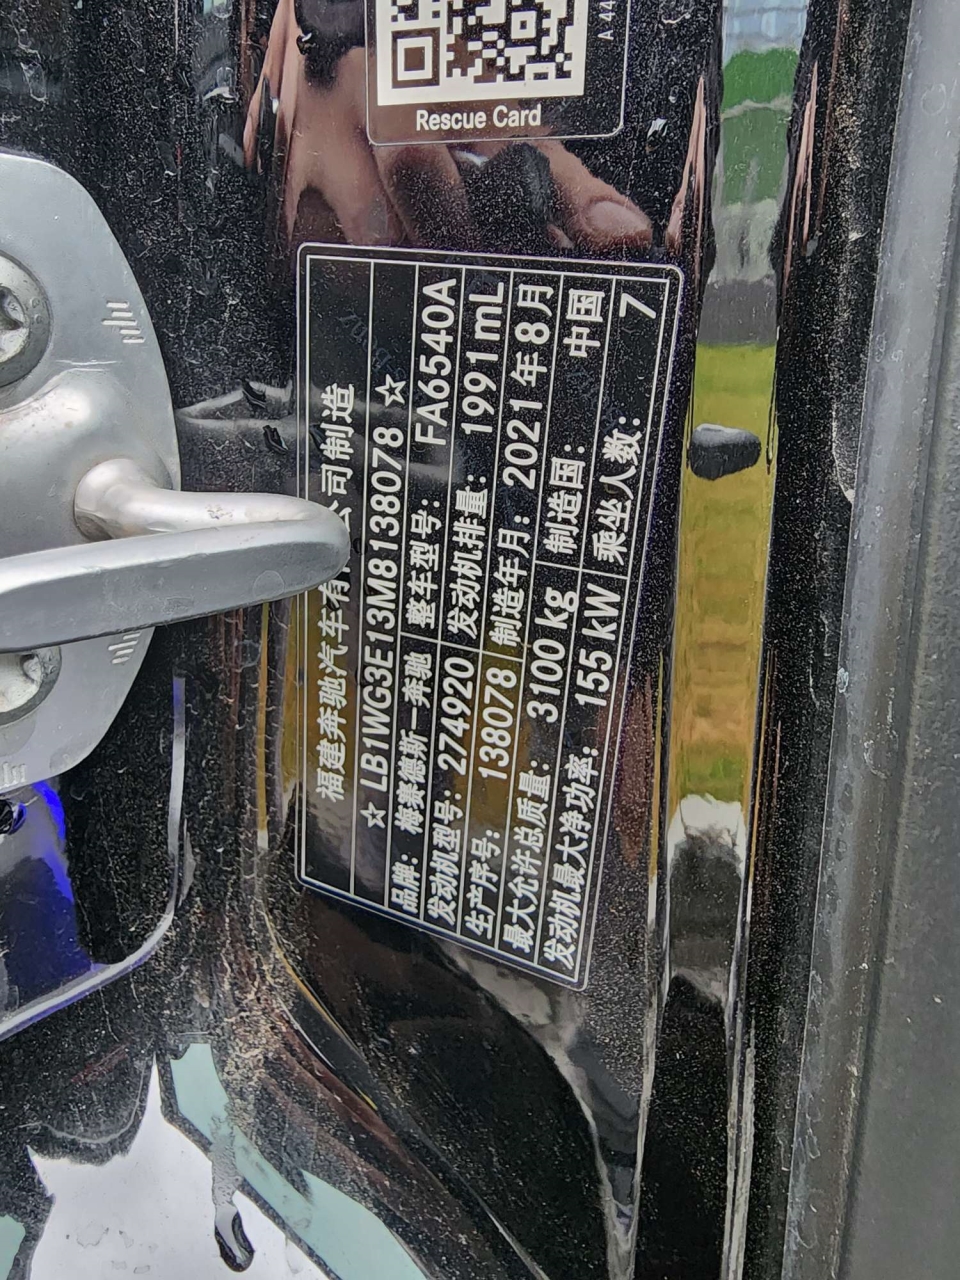 A 44
Rescue Card
福建奔驰汽车有 公司制造
☆ LB1WG3E13M8138078 ☆
品牌: 梅赛德斯—奔驰 整车型号: FA6540A
发动机型号: 274920 发动机排量: 1991mL
生产序号: 138078 制造年月: 2021年8月
最大允许总质量: 3100 kg 制造国: 中国
发动机最大净功率: 155 kW 乘坐人数: 7